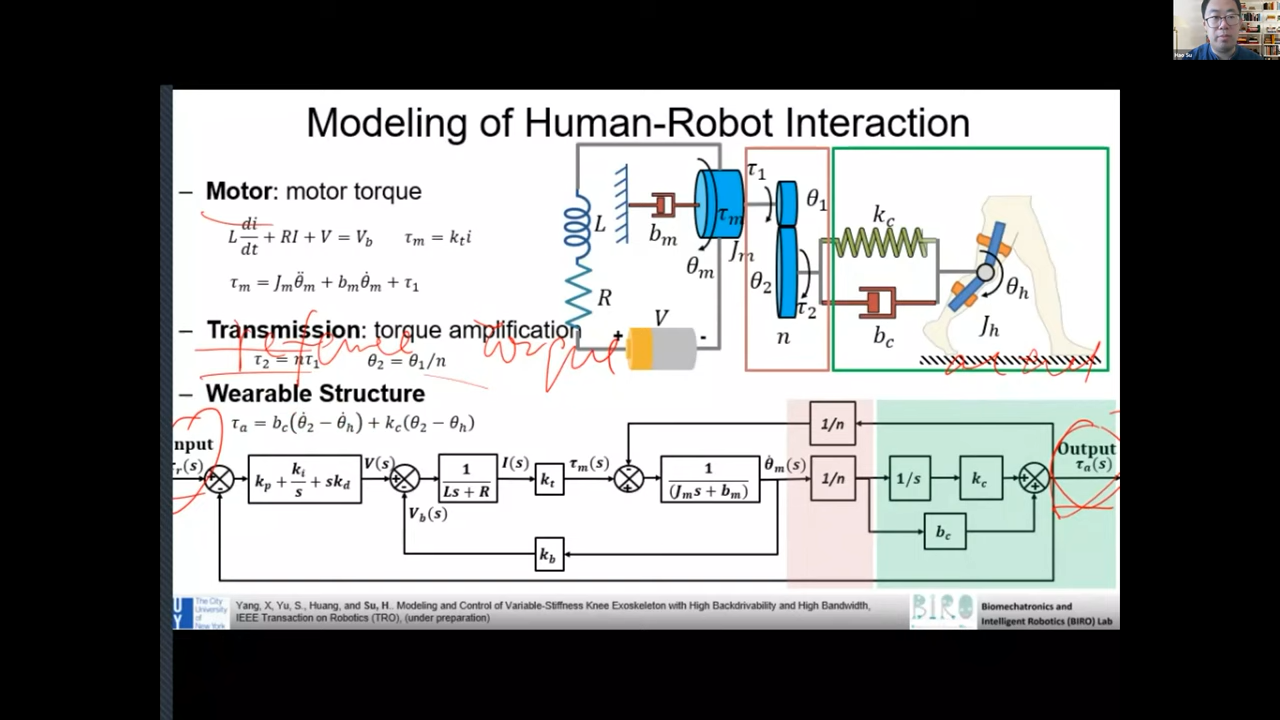 Hao Su
Modeling of Human-Robot Interaction
– Motor: motor torque
L di/dt + RI + V = V_b τ_m = k_t i
τ_m = J_m θ̈_m + b_m θ̇_m + τ_1
– Transmission: torque amplification
τ_2 = nτ_1 θ_2 = θ_1/n
torque
– Wearable Structure
τ_a = b_c(θ̇_2 − θ̇_h) + k_c(θ_2 − θ_h)
L
R
V
+ -
b_m
τ_m
θ_m
J_m
τ_1
θ_1
θ_2
τ_2
n
k_c
b_c
θ_h
J_h
nput
τ_r(s)
k_p + k_i/s + sk_d
V(s)
1/(Ls + R)
I(s)
k_t
τ_m(s)
1/(J_m s + b_m)
θ̇_m(s)
1/n
1/n
1/s
k_c
b_c
Output
τ_a(s)
V_b(s)
k_b
U
Y
The City
University
of
New York
Yang, X, Yu, S., Huang, and Su, H.. Modeling and Control of Variable-Stiffness Knee Exoskeleton with High Backdrivability and High Bandwidth,
IEEE Transaction on Robotics (TRO), (under preparation)
BIRO
Biomechatronics and
Intelligent Robotics (BIRO) Lab